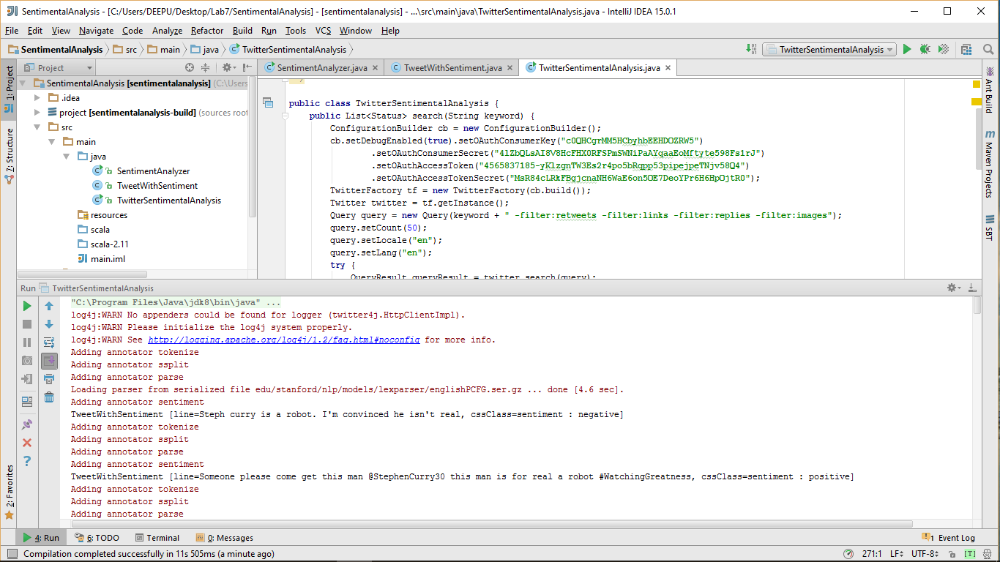 SentimentalAnalysis - [C:/Users/DEEPU/Desktop/Lab7/SentimentalAnalysis] - [sentimentalanalysis] - ...\src\main\java\TwitterSentimentalAnalysis.java - IntelliJ IDEA 15.0.1
File Edit View Navigate Code Analyze Refactor Build Run Tools VCS Window Help
SentimentalAnalysis src main java TwitterSentimentalAnalysis TwitterSentimentalAnalysis
Project SentimentAnalyzer.java TweetWithSentiment.java TwitterSentimentalAnalysis.java
1: Project
7: Structure
2: Favorites
SentimentalAnalysis [sentimentalanalysis] (C:\Users
.idea
project [sentimentalanalysis-build] (sources root
src
main
java
SentimentAnalyzer
TweetWithSentiment
TwitterSentimentalAnalysis
resources
scala
scala-2.11
main.iml
public class TwitterSentimentalAnalysis {
public List<Status> search(String keyword) {
ConfigurationBuilder cb = new ConfigurationBuilder();
cb.setDebugEnabled(true).setOAuthConsumerKey("c0QHCgrMM5HCbyhbEEHDOZRW5")
.setOAuthConsumerSecret("4lZbQLsAI8V8HcFHX0RFSPmSWNiPaAYqaaEoMftyte598Fs1rJ")
.setOAuthAccessToken("4565837185-yKlzgnTW3Es2r4po5bRqpp53pipejpeTNjv58Q4")
.setOAuthAccessTokenSecret("MsR84cLRkFBgjcnaNH6WaE6on5OE7DeoYPr6H6HpOjtR0");
TwitterFactory tf = new TwitterFactory(cb.build());
Twitter twitter = tf.getInstance();
Query query = new Query(keyword + " -filter:retweets -filter:links -filter:replies -filter:images");
query.setCount(50);
query.setLocale("en");
query.setLang("en");
try {
QueryResult queryResult = twitter.search(query);
Ant Build
Maven Projects
SBT
Run TwitterSentimentalAnalysis
"C:\Program Files\Java\jdk8\bin\java" ...
log4j:WARN No appenders could be found for logger (twitter4j.HttpClientImpl).
log4j:WARN Please initialize the log4j system properly.
log4j:WARN See http://logging.apache.org/log4j/1.2/faq.html#noconfig for more info.
Adding annotator tokenize
Adding annotator ssplit
Adding annotator parse
Loading parser from serialized file edu/stanford/nlp/models/lexparser/englishPCFG.ser.gz ... done [4.6 sec].
Adding annotator sentiment
TweetWithSentiment [line=Steph curry is a robot. I'm convinced he isn't real, cssClass=sentiment : negative]
Adding annotator tokenize
Adding annotator ssplit
Adding annotator parse
Adding annotator sentiment
TweetWithSentiment [line=Someone please come get this man @StephenCurry30 this man is for real a robot #WatchingGreatness, cssClass=sentiment : positive]
Adding annotator tokenize
Adding annotator ssplit
Adding annotator parse
4: Run 6: TODO Terminal 0: Messages 1 Event Log
Compilation completed successfully in 11s 505ms (a minute ago) 271:1 LF UTF-8 [T]